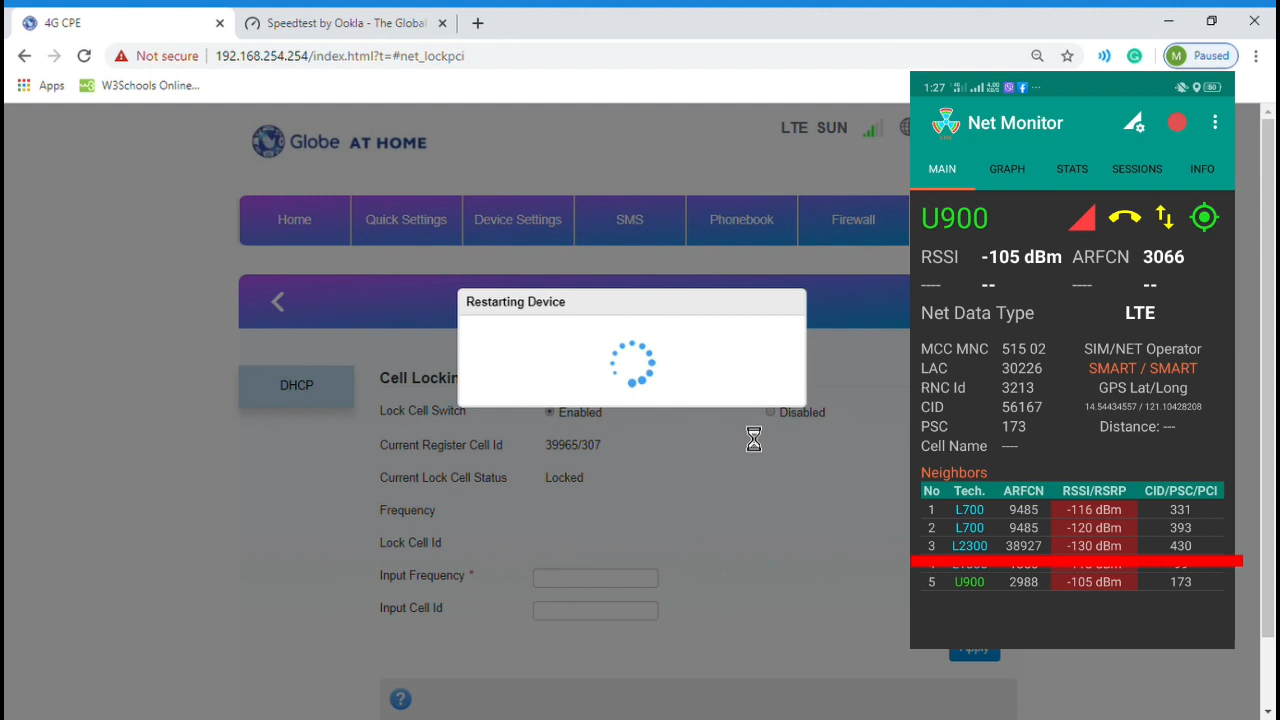 4G CPE
Speedtest by Ookla - The Global
Not secure 192.168.254.254/index.html?t=#net_lockpci
M Paused
Apps W3Schools Online...
Globe AT HOME
LTE SUN
Home Quick Settings Device Settings SMS Phonebook Firewall
Restarting Device
DHCP
Cell Lockin
Lock Cell Switch Enabled Disabled
Current Register Cell Id 39965/307
Current Lock Cell Status Locked
Frequency
Lock Cell Id
Input Frequency *
Input Cell Id
Apply
?
1:27 4.00 KB/S ... 60
Net Monitor
MAIN GRAPH STATS SESSIONS INFO
U900
RSSI -105 dBm ARFCN 3066
---- -- ---- --
Net Data Type LTE
MCC MNC 515 02 SIM/NET Operator
LAC 30226 SMART / SMART
RNC Id 3213 GPS Lat/Long
CID 56167 14.54434557 / 121.10428208
PSC 173 Distance: ---
Cell Name ----
Neighbors
No Tech. ARFCN RSSI/RSRP CID/PSC/PCI
1 L700 9485 -116 dBm 331
2 L700 9485 -120 dBm 393
3 L2300 38927 -130 dBm 430
5 U900 2988 -105 dBm 173